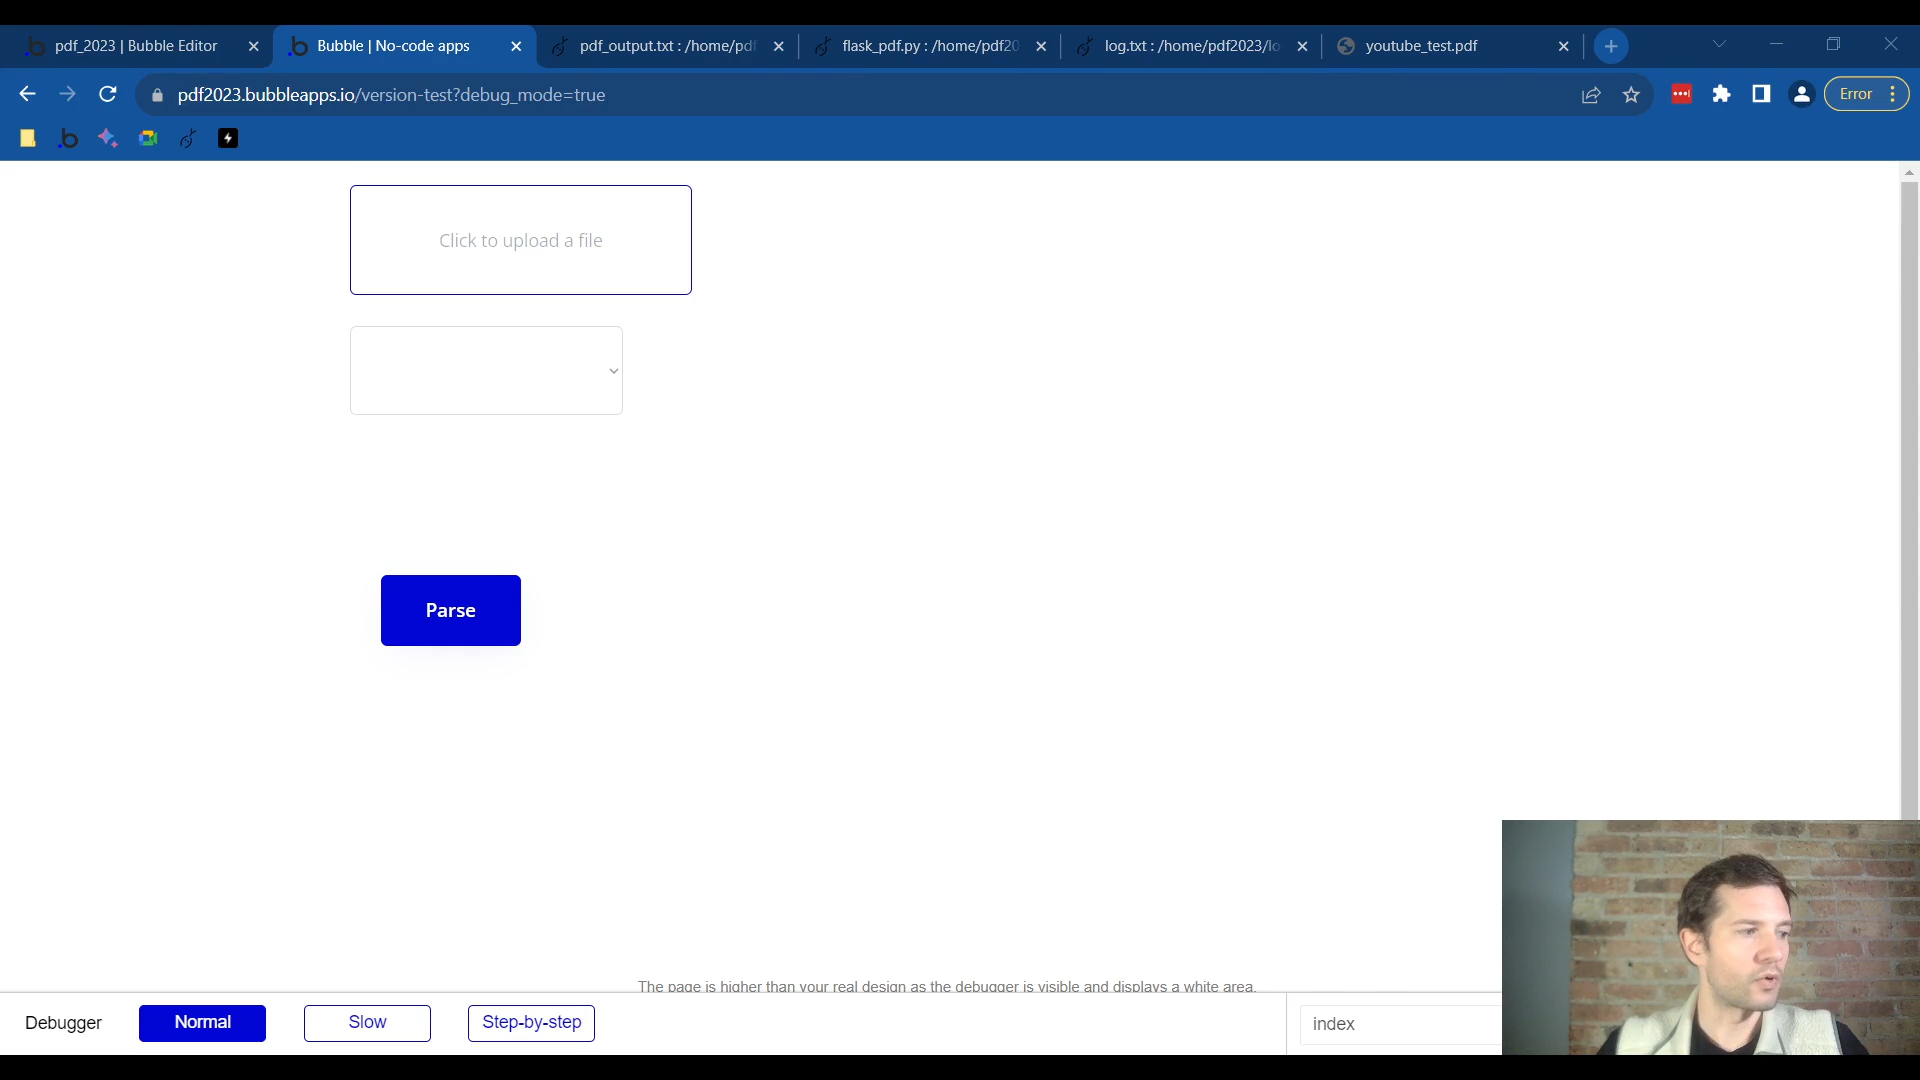 pdf_2023 | Bubble Editor
Bubble | No-code apps
pdf_output.txt : /home/pdf
flask_pdf.py : /home/pdf20
log.txt : /home/pdf2023/lo
youtube_test.pdf
pdf2023.bubbleapps.io/version-test?debug_mode=true
Error
Click to upload a file
Parse
The page is higher than your real design as the debugger is visible and displays a white area.
Debugger
Normal
Slow
Step-by-step
index